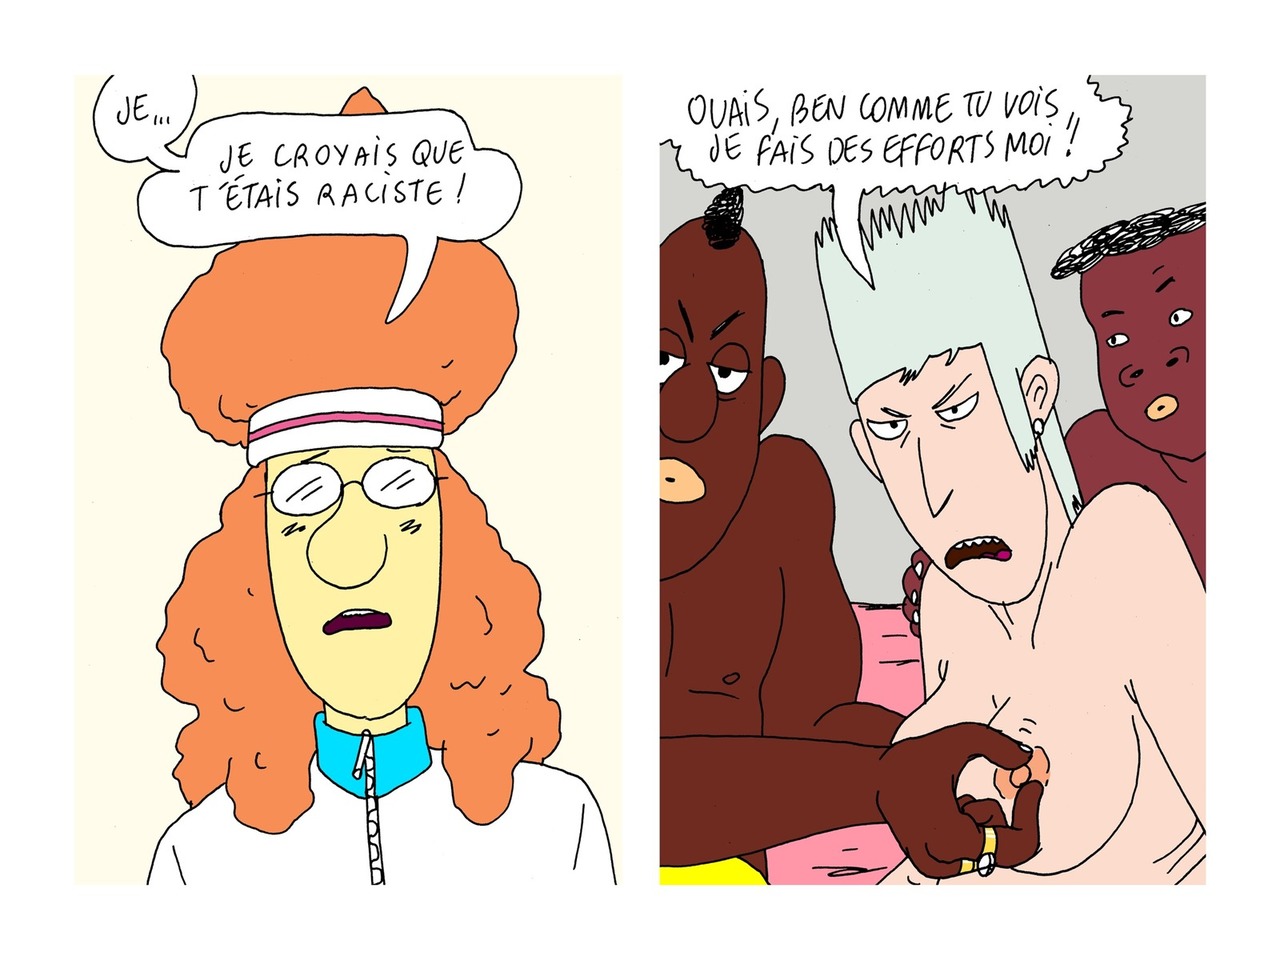 JE...
JE CROYAIS QUE
T'ÉTAIS RACISTE !
OUAIS, BEN COMME TU VOIS
JE FAIS DES EFFORTS MOI !!